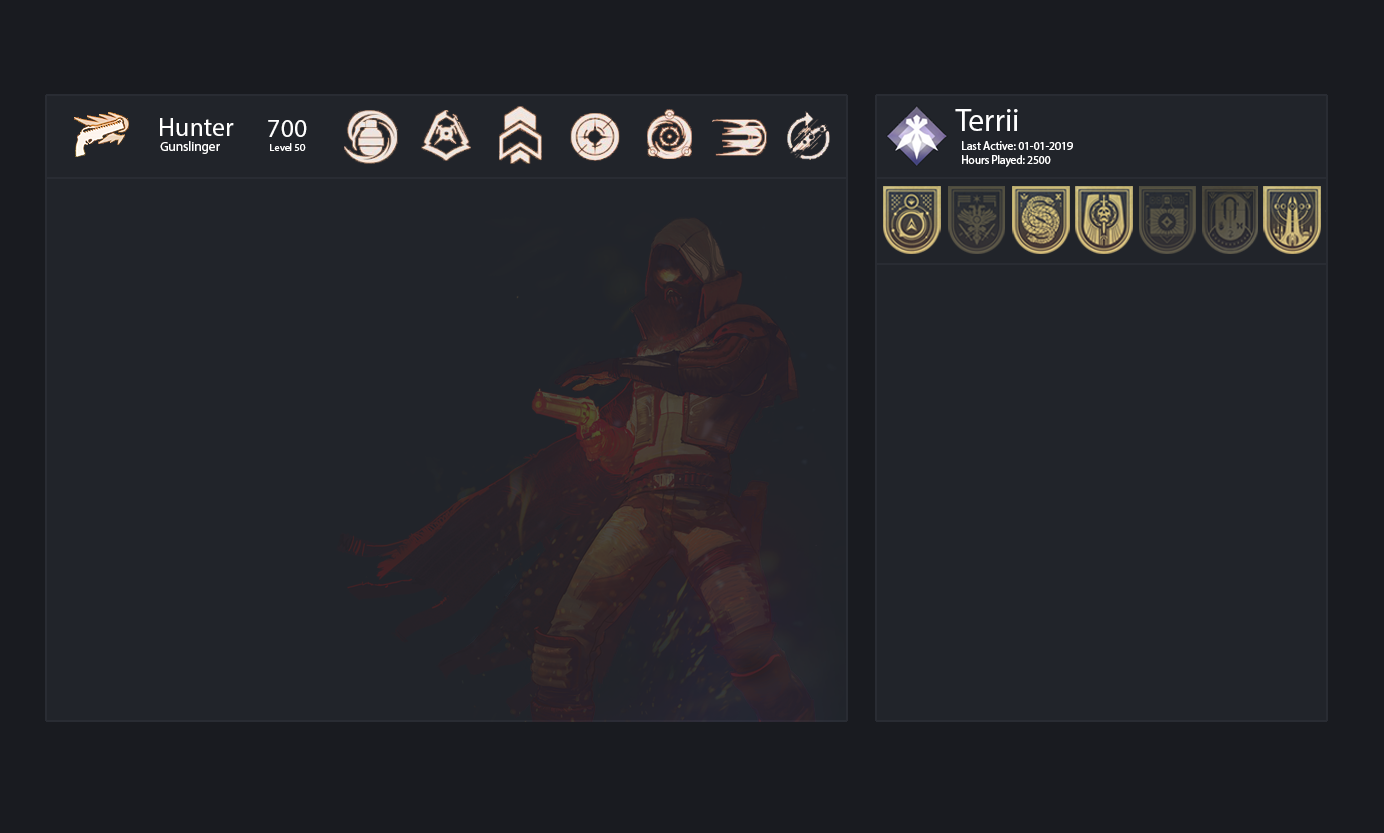 Hunter
Gunslinger
700
Level 50
Terrii
Last Active: 01-01-2019
Hours Played: 2500